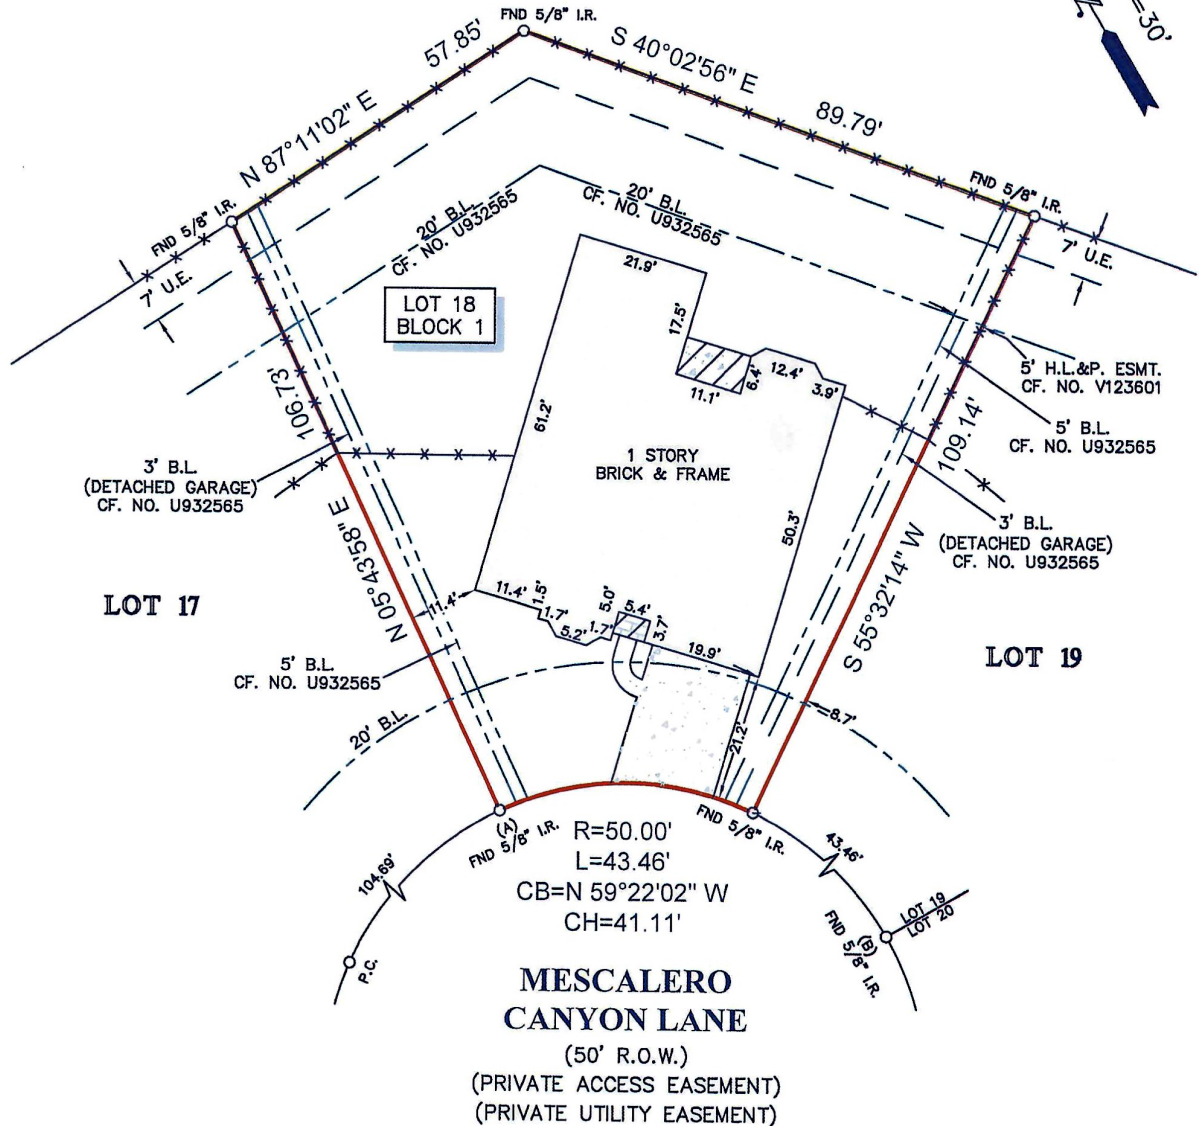 FND 5/8" I.R.
=30'
57.85'
S 40°02'56" E
N 87°11'02" E
89.79'
FND 5/8" I.R.
FND 5/8" I.R.
20' B.L.
CF. NO. U932565
20' B.L.
CF. NO. U932565
7' U.E.
7' U.E.
21.9'
LOT 18
BLOCK 1
17.5'
5' H.L.&P. ESMT.
CF. NO. V123601
6.4'
12.4'
3.9'
11.1'
106.73'
61.2'
109.14'
5' B.L.
CF. NO. U932565
1 STORY
BRICK & FRAME
3' B.L.
(DETACHED GARAGE)
CF. NO. U932565
50.3'
3' B.L.
(DETACHED GARAGE)
CF. NO. U932565
N 05°43'58" E
S 55°32'14" W
LOT 17
11.4'
11.4'
1.5'
1.7'
5.2'
1.7'
5.0'
5.4'
3.7'
19.9'
LOT 19
5' B.L.
CF. NO. U932565
20' B.L.
21.2'
8.7'
(A)
FND 5/8" I.R.
FND 5/8" I.R.
R=50.00'
L=43.46'
CB=N 59°22'02" W
CH=41.11'
104.69'
43.46'
LOT 19
LOT 20
(B)
FND 5/8" I.R.
P.C.
MESCALERO
CANYON LANE
(50' R.O.W.)
(PRIVATE ACCESS EASEMENT)
(PRIVATE UTILITY EASEMENT)